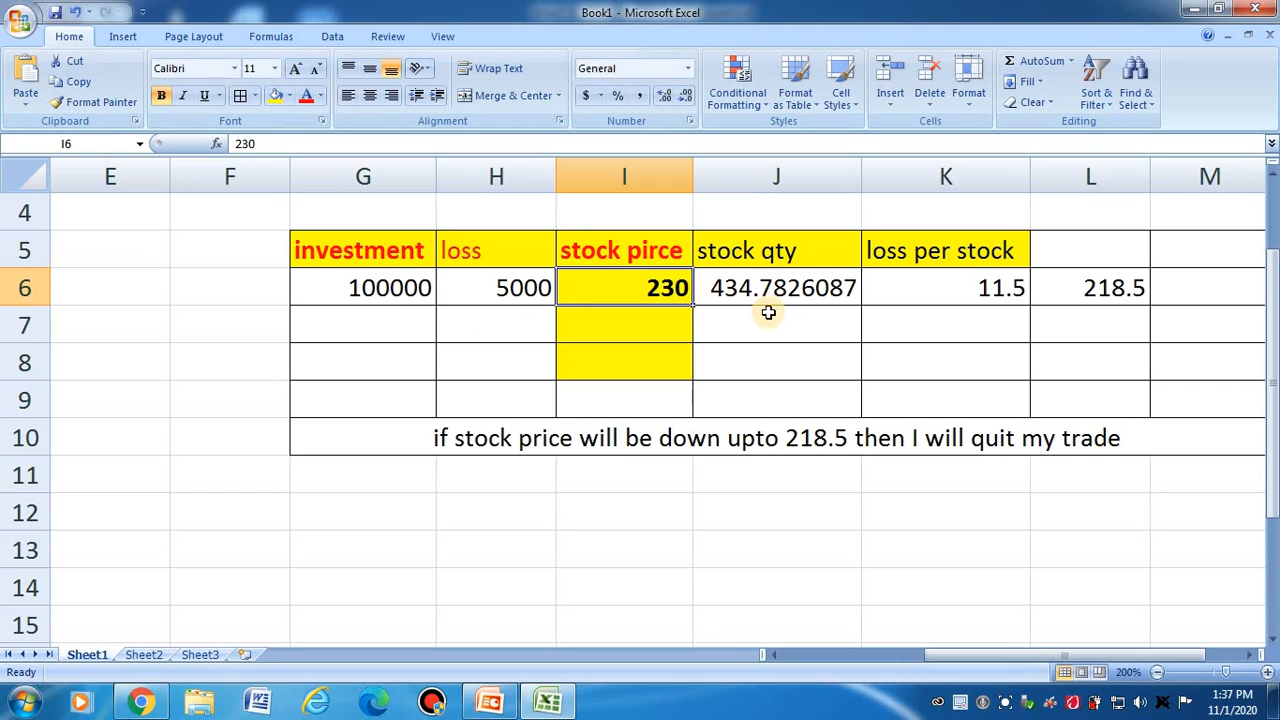 Book1 - Microsoft Excel
Home Insert Page Layout Formulas Data Review View
Paste Cut Copy Format Painter Clipboard
Calibri 11 B I U A A A Font
Wrap Text Merge & Center Alignment
General $ % , .0 .00 .00 .0 Number
Conditional Formatting Format as Table Cell Styles Styles
Insert Delete Format Cells
Σ AutoSum Fill Clear Sort & Filter Find & Select Editing
I6 fx 230
E F G H I J K L M
4
5 investment loss stock pirce stock qty loss per stock
6 100000 5000 230 434.7826087 11.5 218.5
7
8
9
10 if stock price will be down upto 218.5 then I will quit my trade
11
12
13
14
15
Sheet1 Sheet2 Sheet3
Ready 200%
1:37 PM
11/1/2020